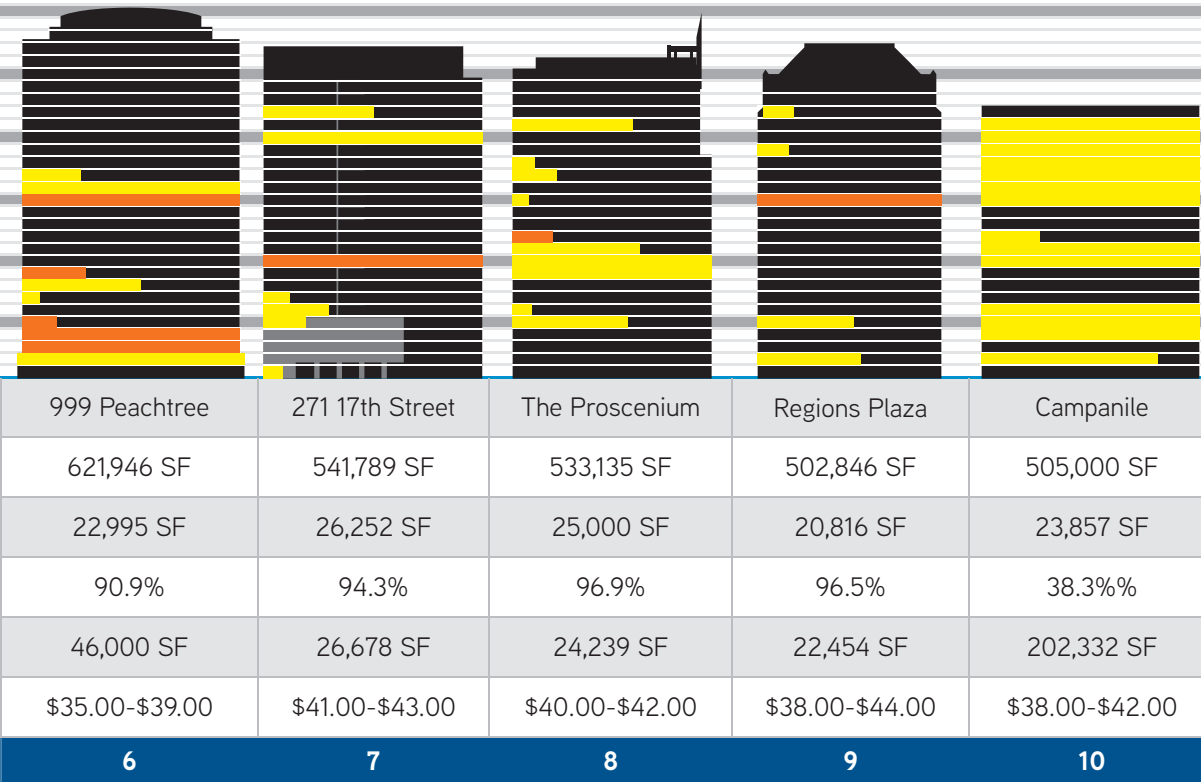 999 Peachtree 271 17th Street The Proscenium Regions Plaza Campanile
621,946 SF 541,789 SF 533,135 SF 502,846 SF 505,000 SF
22,995 SF 26,252 SF 25,000 SF 20,816 SF 23,857 SF
90.9% 94.3% 96.9% 96.5% 38.3%%
46,000 SF 26,678 SF 24,239 SF 22,454 SF 202,332 SF
$35.00-$39.00 $41.00-$43.00 $40.00-$42.00 $38.00-$44.00 $38.00-$42.00
6 7 8 9 10